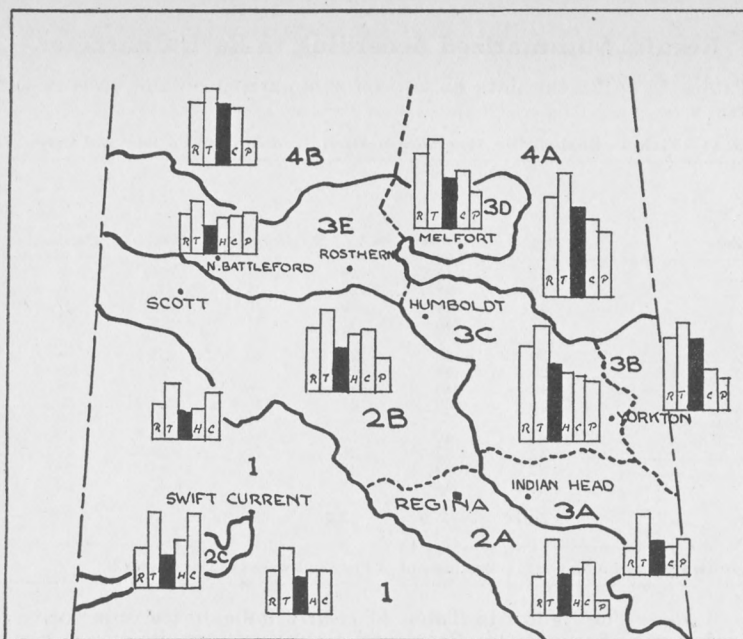 R T C P
4B
4A
R T C P
3D
MELFORT
R T C P
R T H C P
3E
N. BATTLEFORD
ROSTHERN
SCOTT
HUMBOLDT
3C
R T H C P
2B
R T H C P
3B
R T C P
YORKTON
R T H C
1
SWIFT CURRENT
REGINA
INDIAN HEAD
3A
2A
R T H C
2C
R T H C
1
R T H C P
R T C P